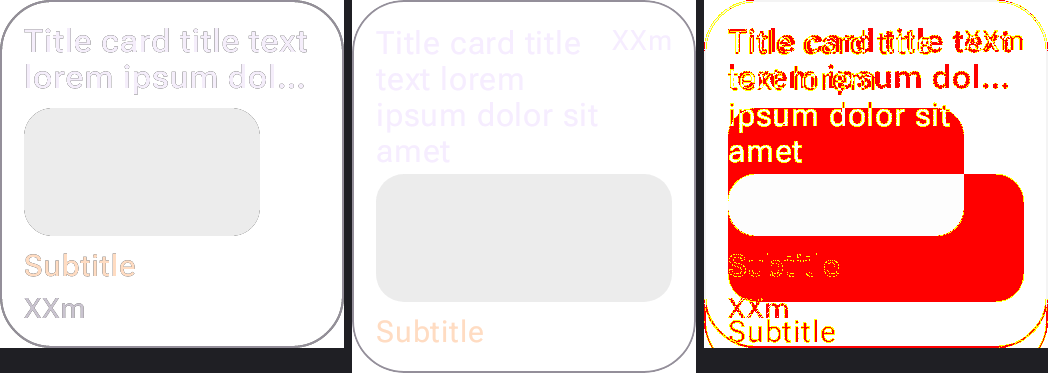 Title card title text
lorem ipsum dol...
Subtitle
XXm
Title card title
XXm
text lorem
ipsum dolor sit
amet
Subtitle
ipsum dolor sit
amet
Subtitle
XXm
Subtitle